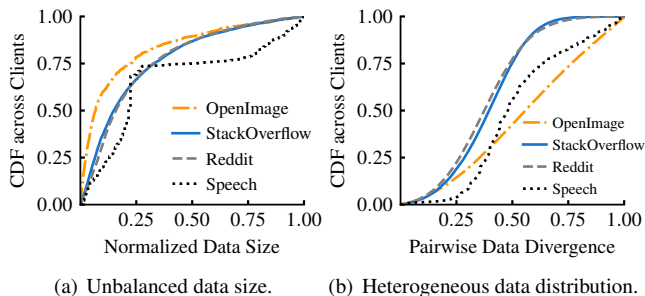 CDF across Clients
1.00
0.75
0.50
0.25
0.00
OpenImage
StackOverflow
Reddit
Speech
0.25 0.50 0.75 1.00
Normalized Data Size
(a) Unbalanced data size.
CDF across Clients
1.00
0.75
0.50
0.25
0.00
OpenImage
StackOverflow
Reddit
Speech
0.25 0.50 0.75 1.00
Pairwise Data Divergence
(b) Heterogeneous data distribution.